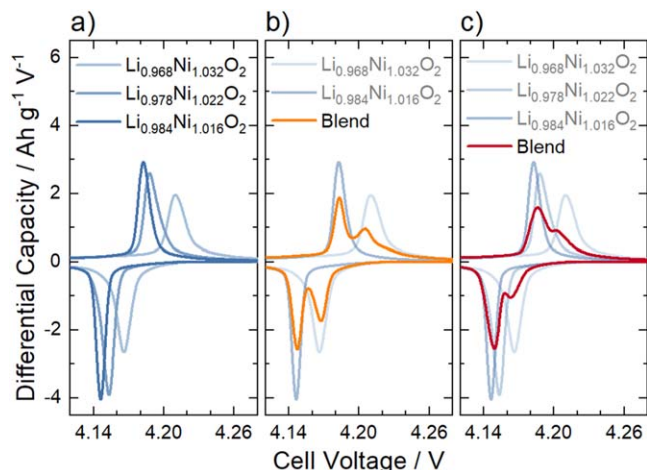 a)
b)
c)
Differential Capacity / Ah g⁻¹ V⁻¹
6
4
2
0
-2
-4
Li₀.₉₆₈Ni₁.₀₃₂O₂
Li₀.₉₇₈Ni₁.₀₂₂O₂
Li₀.₉₈₄Ni₁.₀₁₆O₂
Li₀.₉₆₈Ni₁.₀₃₂O₂
Li₀.₉₈₄Ni₁.₀₁₆O₂
Blend
Li₀.₉₆₈Ni₁.₀₃₂O₂
Li₀.₉₇₈Ni₁.₀₂₂O₂
Li₀.₉₈₄Ni₁.₀₁₆O₂
Blend
4.14 4.20 4.26 4.14 4.20 4.26 4.14 4.20 4.26
Cell Voltage / V